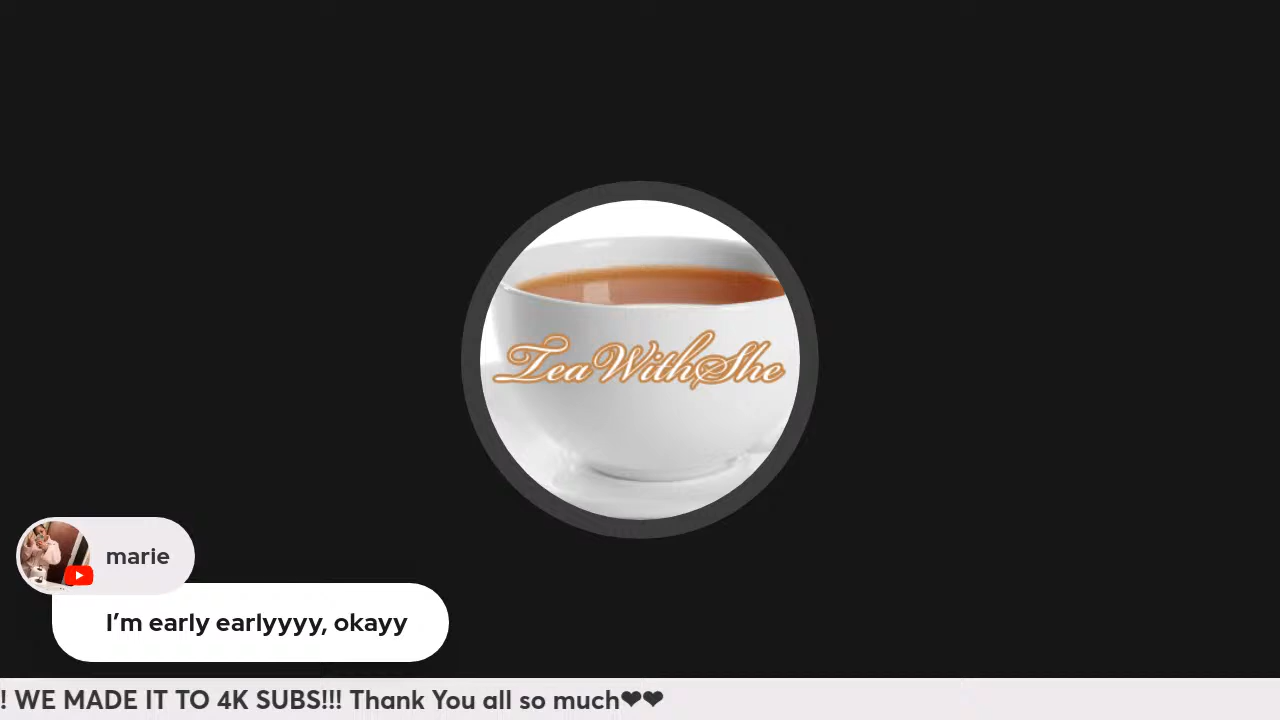 TeaWithShe
marie
I’m early earlyyyy, okayy
! WE MADE IT TO 4K SUBS!!! Thank You all so much❤❤